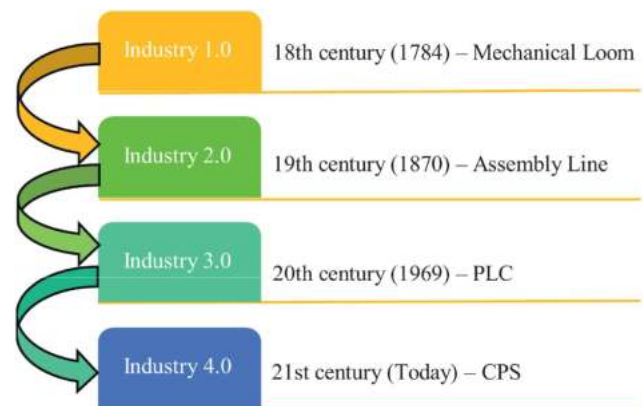 Industry 1.0
18th century (1784) – Mechanical Loom
Industry 2.0
19th century (1870) – Assembly Line
Industry 3.0
20th century (1969) – PLC
Industry 4.0
21st century (Today) – CPS